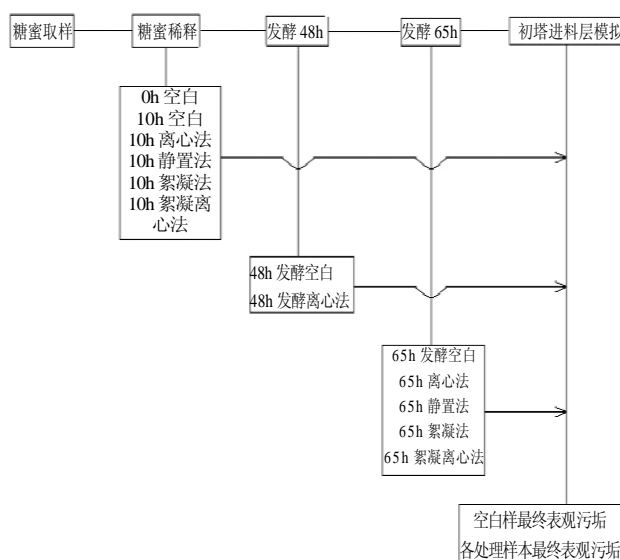 糖蜜取样
糖蜜稀释
发酵 48h
发酵 65h
初塔进料层模拟
0h 空白
10h 空白
10h 离心法
10h 静置法
10h 絮凝法
10h 絮凝离
心法
48h 发酵空白
48h 发酵离心法
65h 发酵空白
65h 离心法
65h 静置法
65h 絮凝法
65h 絮凝离心法
空白样最终表观污垢
各处理样本最终表观污垢